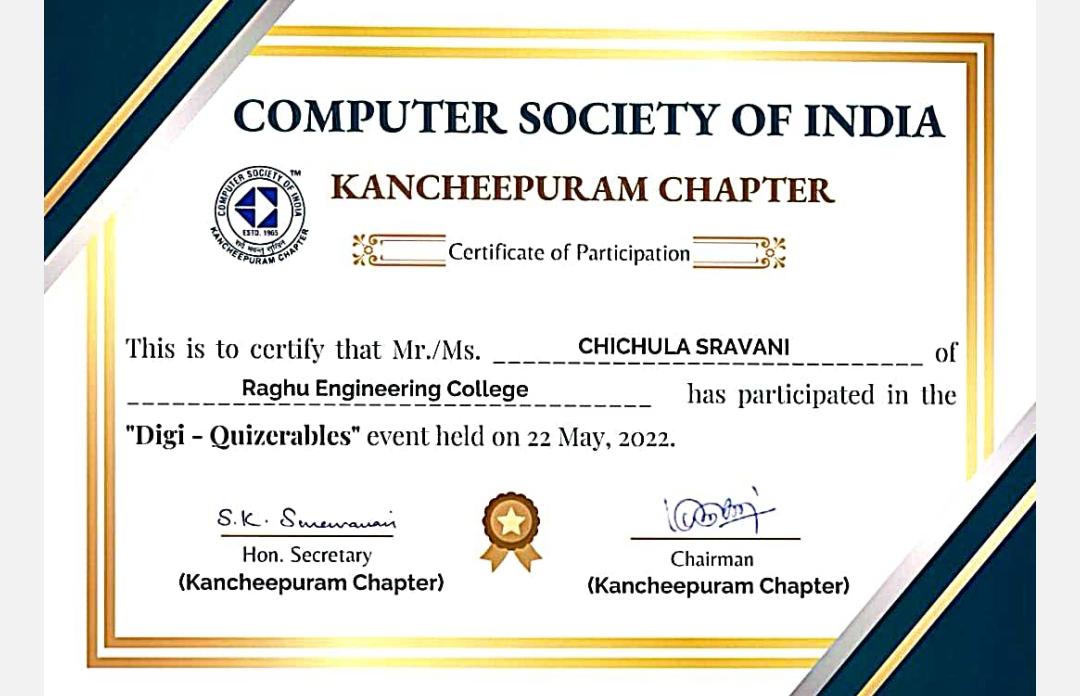 COMPUTER SOCIETY OF INDIA
COMPUTER SOCIETY OF INDIA
TM
ESTD. 1965
KANCHEEPURAM CHAPTER
KANCHEEPURAM CHAPTER
Certificate of Participation
This is to certify that Mr./Ms. CHICHULA SRAVANI of
Raghu Engineering College has participated in the
"Digi - Quizerables" event held on 22 May, 2022.
S.K.
Hon. Secretary
(Kancheepuram Chapter)
Chairman
(Kancheepuram Chapter)